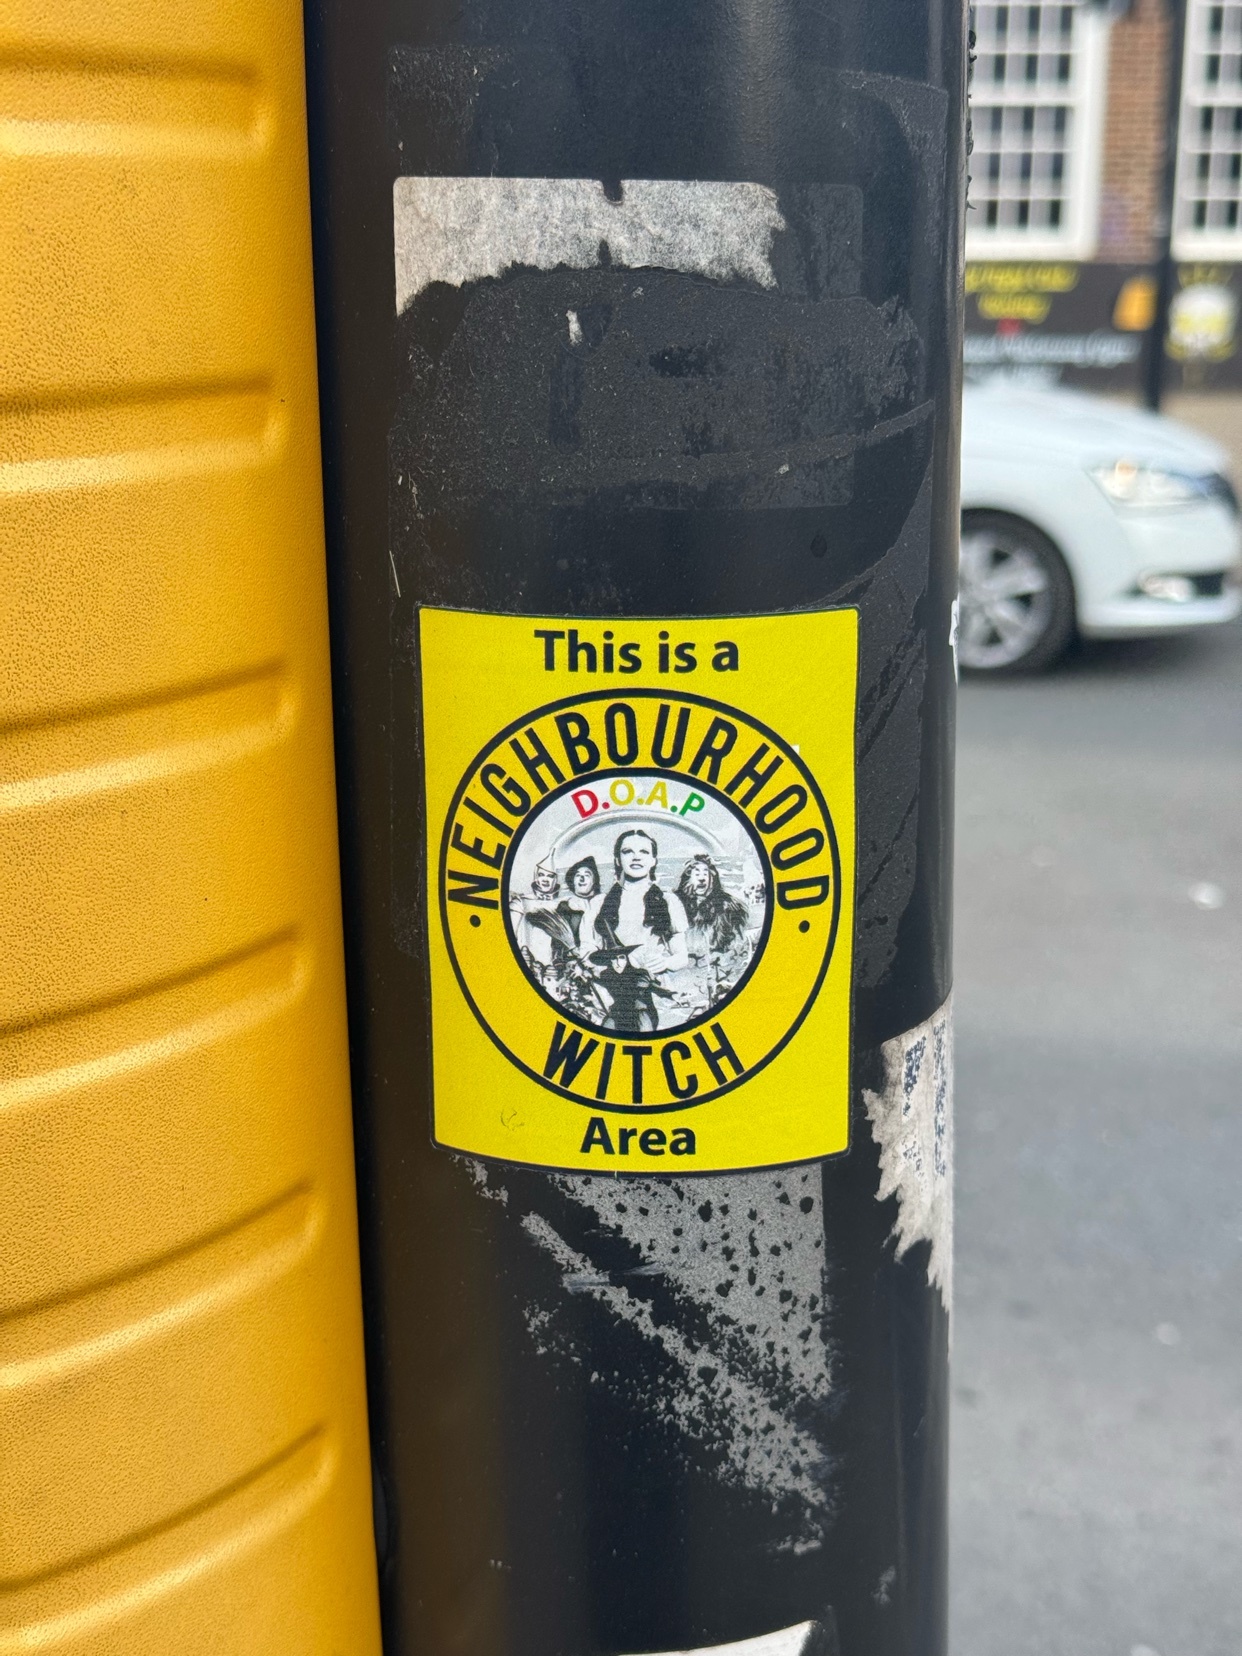 This is a
NEIGHBOURHOOD
D.O.A.P
WITCH
Area